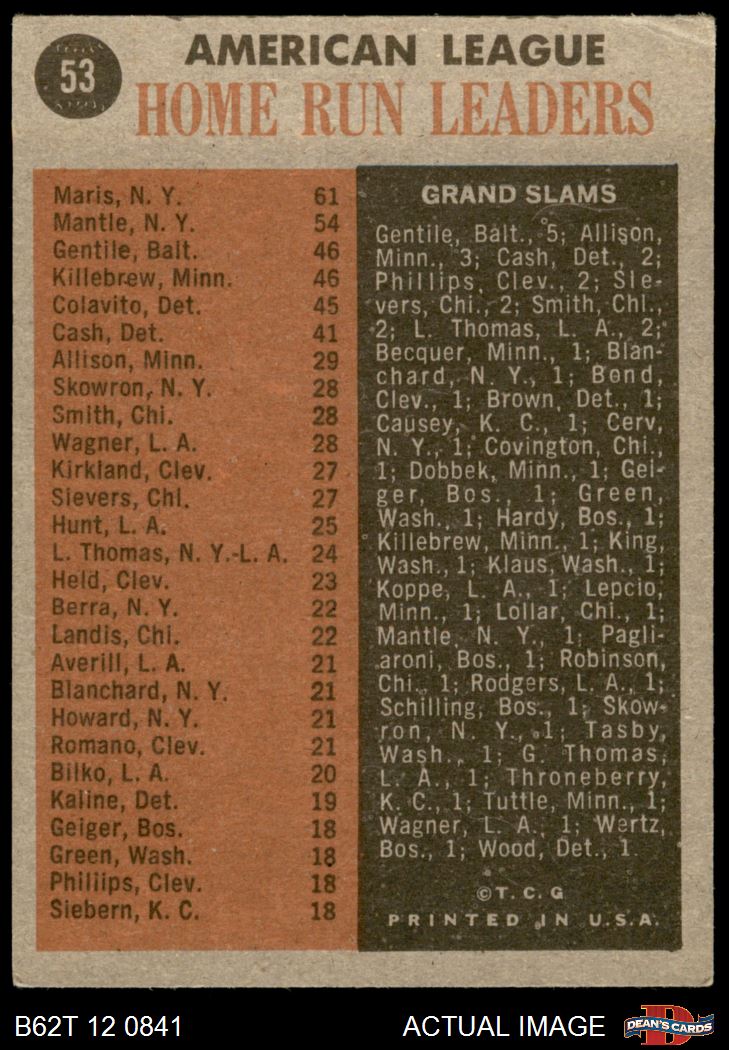 53
AMERICAN LEAGUE
HOME RUN LEADERS
Maris, N. Y. 61
Mantle, N. Y. 54
Gentile, Balt. 46
Killebrew, Minn. 46
Colavito, Det. 45
Cash, Det. 41
Allison, Minn. 29
Skowron, N. Y. 28
Smith, Chi. 28
Wagner, L. A. 28
Kirkland, Clev. 27
Sievers, Chi. 27
Hunt, L. A. 25
L. Thomas, N. Y.-L. A. 24
Held, Clev. 23
Berra, N. Y. 22
Landis, Chi. 22
Averill, L. A. 21
Blanchard, N. Y. 21
Howard, N. Y. 21
Romano, Clev. 21
Bilko, L. A. 20
Kaline, Det. 19
Geiger, Bos. 18
Green, Wash. 18
Phillips, Clev. 18
Siebern, K. C. 18
GRAND SLAMS
Gentile, Balt., 5; Allison,
Minn., 3; Cash, Det., 2;
Phillips, Clev., 2; Sie-
vers, Chi., 2; Smith, Chi.,
2; L. Thomas, L. A., 2;
Becquer, Minn., 1; Blan-
chard, N. Y., 1; Bond,
Clev., 1; Brown, Det., 1;
Causey, K. C., 1; Cerv,
N. Y., 1; Covington, Chi.,
1; Dobbek, Minn., 1; Gei-
ger, Bos., 1; Green,
Wash., 1; Hardy, Bos., 1;
Killebrew, Minn., 1; King,
Wash., 1; Klaus, Wash., 1;
Koppe, L. A., 1; Lepcio,
Minn., 1; Lollar, Chi., 1;
Mantle, N. Y., 1; Pagli-
aroni, Bos., 1; Robinson,
Chi., 1; Rodgers, L. A., 1;
Schilling, Bos., 1; Skow-
ron, N. Y., 1; Tasby,
Wash., 1; G. Thomas,
L. A., 1; Throneberry,
K. C., 1; Tuttle, Minn., 1;
Wagner, L. A., 1; Wertz,
Bos., 1; Wood, Det., 1.
©T. C. G
PRINTED IN U.S.A.
B62T 12 0841 ACTUAL IMAGE
D
DEAN'S CARDS